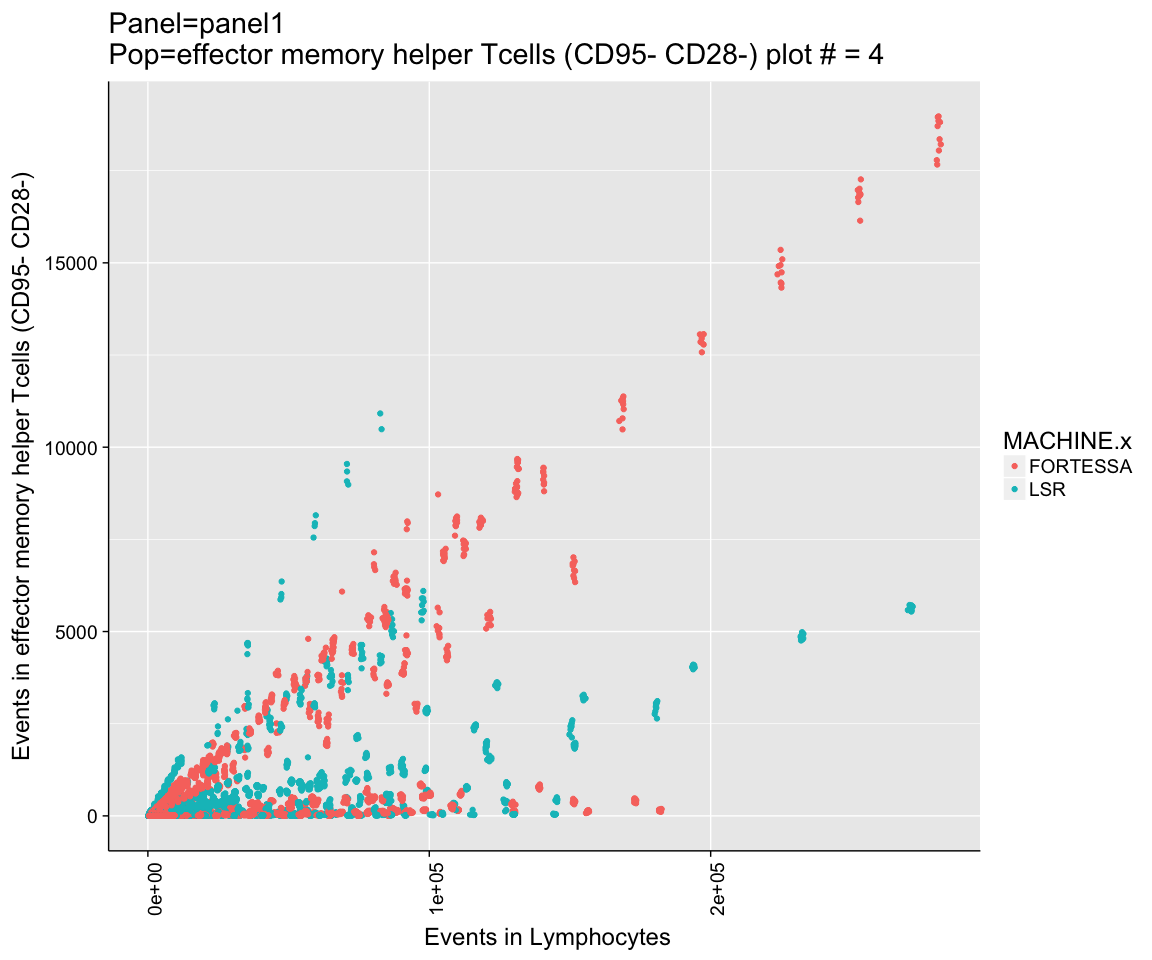 Panel=panel1
Pop=effector memory helper Tcells (CD95- CD28-) plot # = 4
Events in effector memory helper Tcells (CD95- CD28-)
15000
10000
5000
0
0e+00
1e+05
2e+05
Events in Lymphocytes
MACHINE.x
FORTESSA
LSR